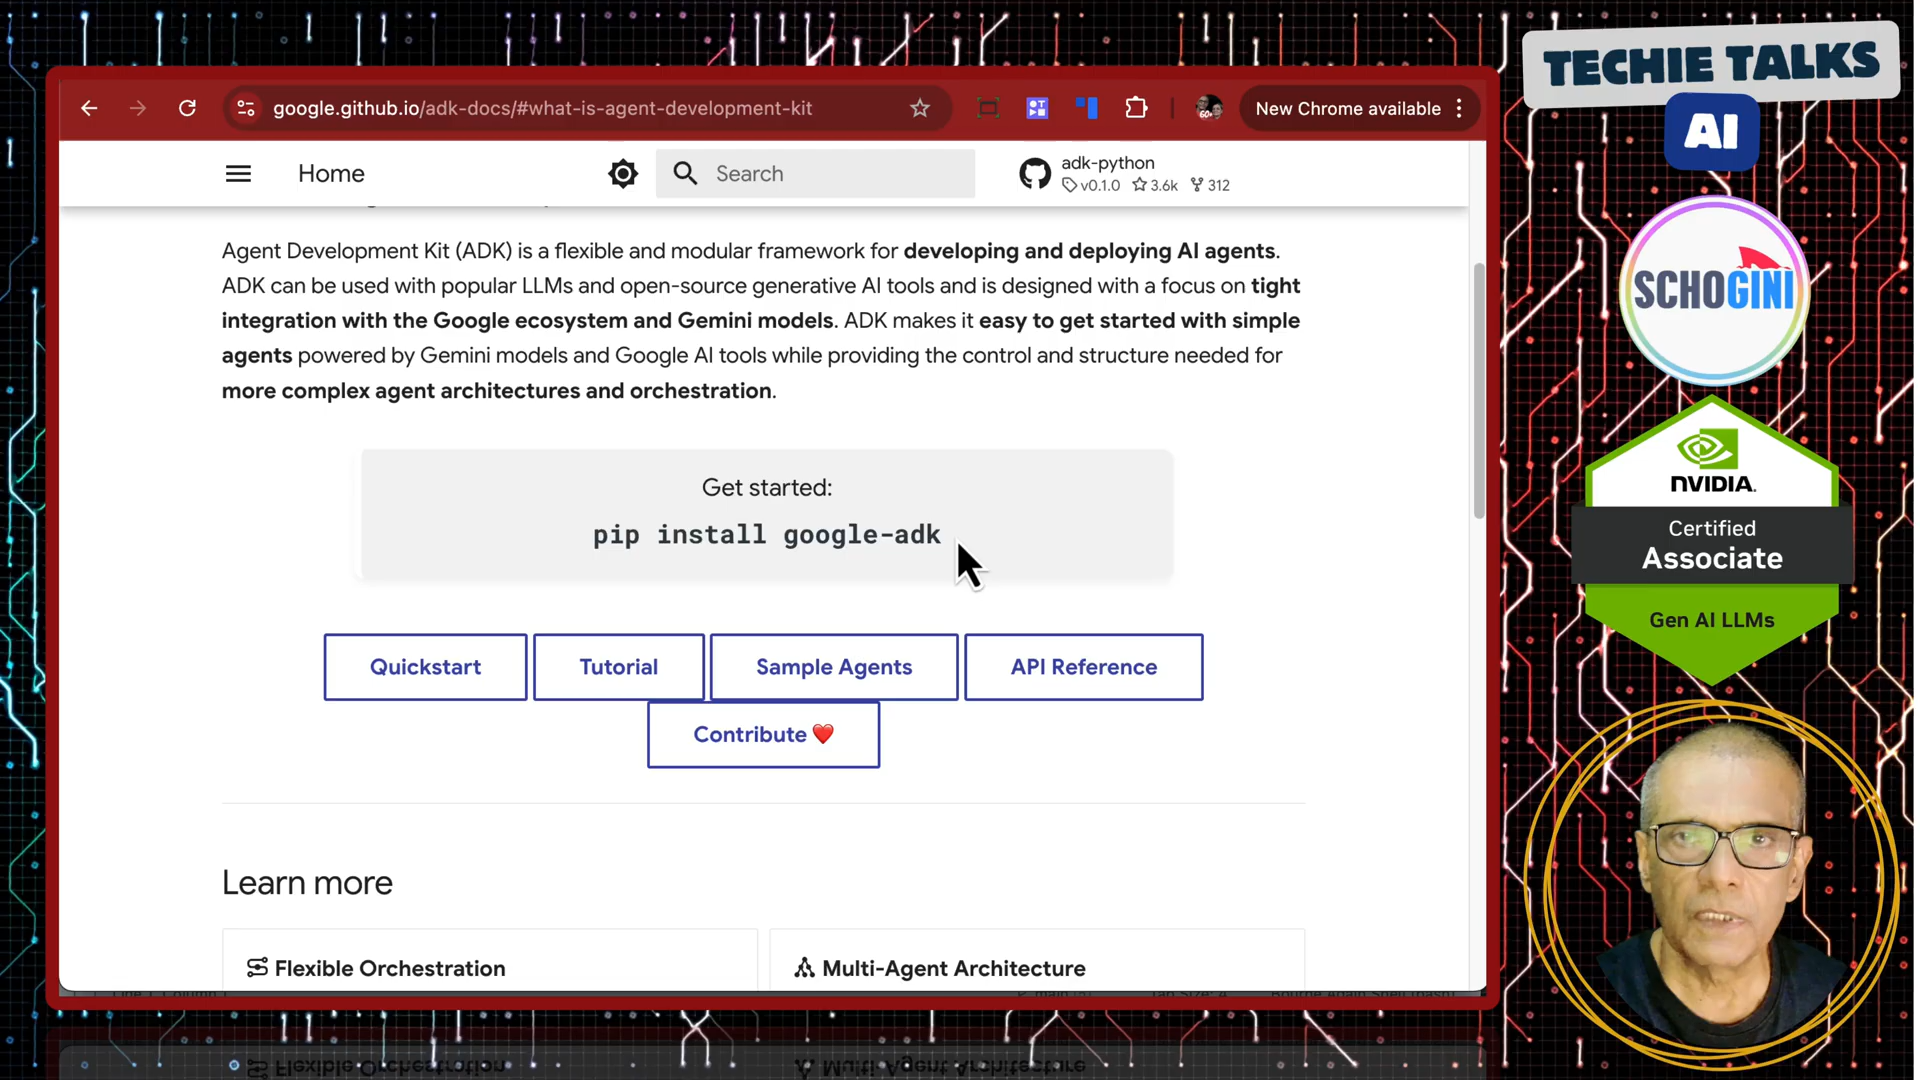 TECHIE TALKS
AI
google.github.io/adk-docs/#what-is-agent-development-kit
New Chrome available
Home
Search
adk-python
v0.1.0 3.6k 312
Agent Development Kit (ADK) is a flexible and modular framework for developing and deploying AI agents.
ADK can be used with popular LLMs and open-source generative AI tools and is designed with a focus on tight
integration with the Google ecosystem and Gemini models. ADK makes it easy to get started with simple
agents powered by Gemini models and Google AI tools while providing the control and structure needed for
more complex agent architectures and orchestration.
Get started:
pip install google-adk
Quickstart
Tutorial
Sample Agents
API Reference
Contribute ❤️
Learn more
Flexible Orchestration
Multi-Agent Architecture
SCHOGINI
NVIDIA.
Certified
Associate
Gen AI LLMs
Flexible Orchestration
Multi-Agent Architecture